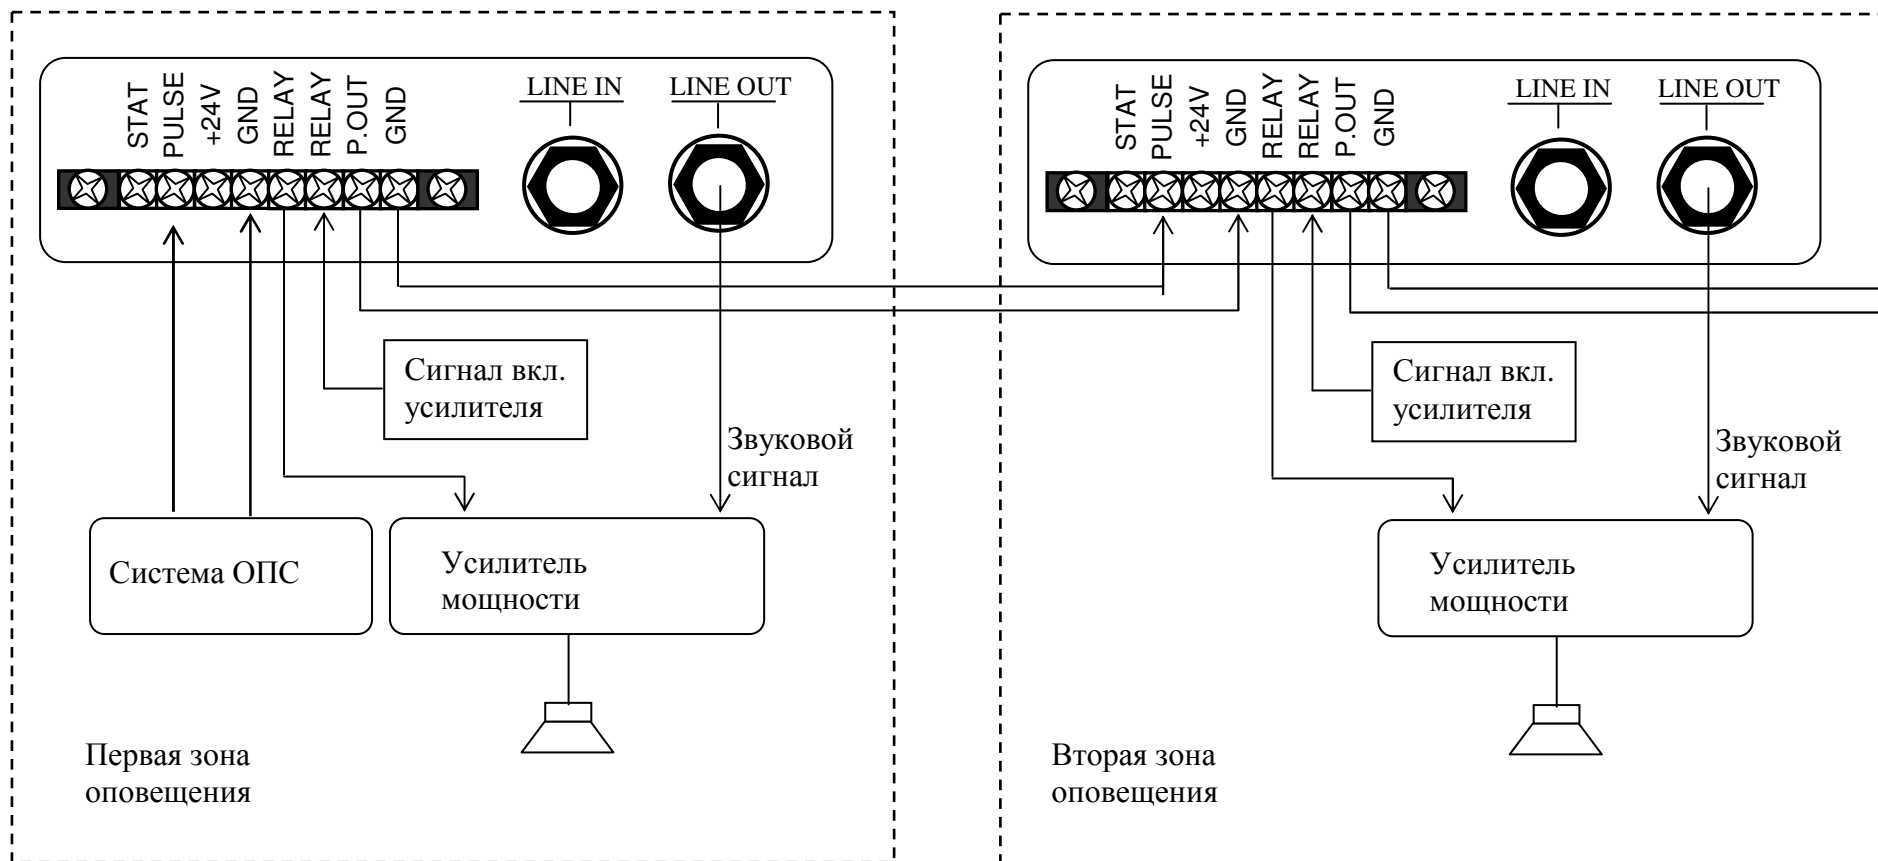 STAT
PULSE
+24V
GND
RELAY
RELAY
P.OUT
GND
LINE IN
LINE OUT
Сигнал вкл.
усилителя
Звуковой
сигнал
Система ОПС
Усилитель
мощности
Первая зона
оповещения
STAT
PULSE
+24V
GND
RELAY
RELAY
P.OUT
GND
LINE IN
LINE OUT
Сигнал вкл.
усилителя
Звуковой
сигнал
Усилитель
мощности
Вторая зона
оповещения